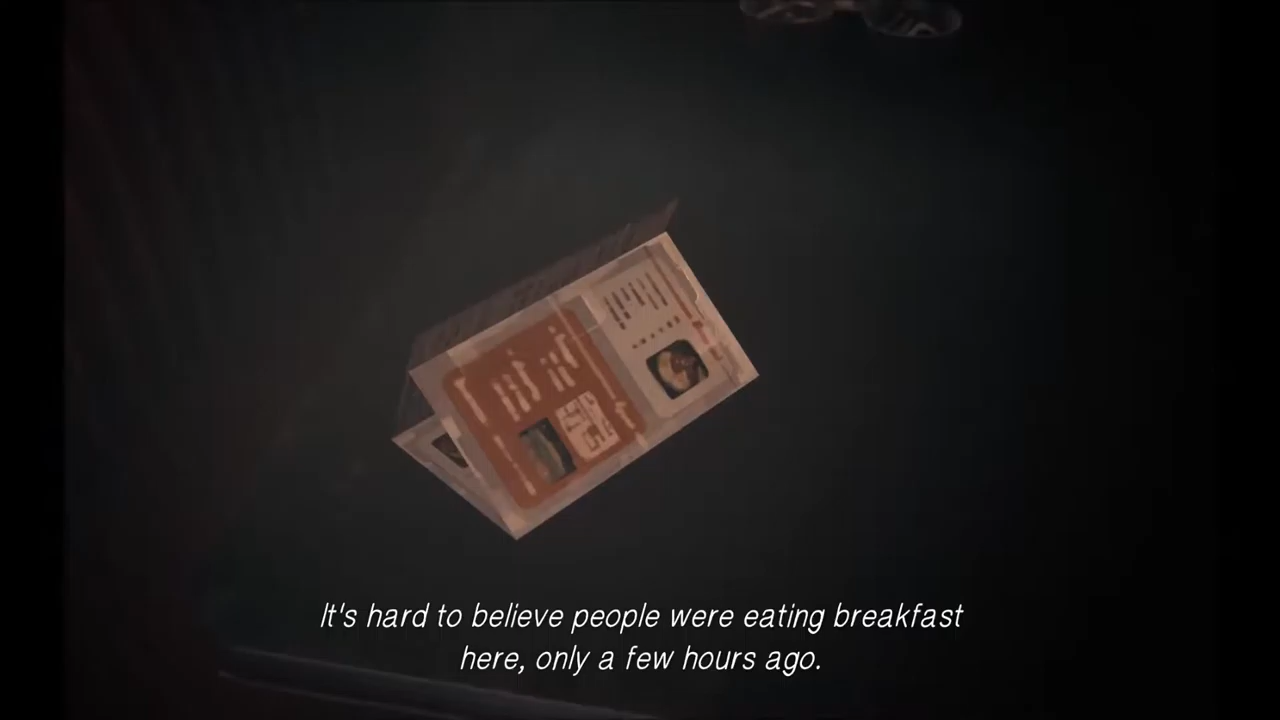 It's hard to believe people were eating breakfast
here, only a few hours ago.